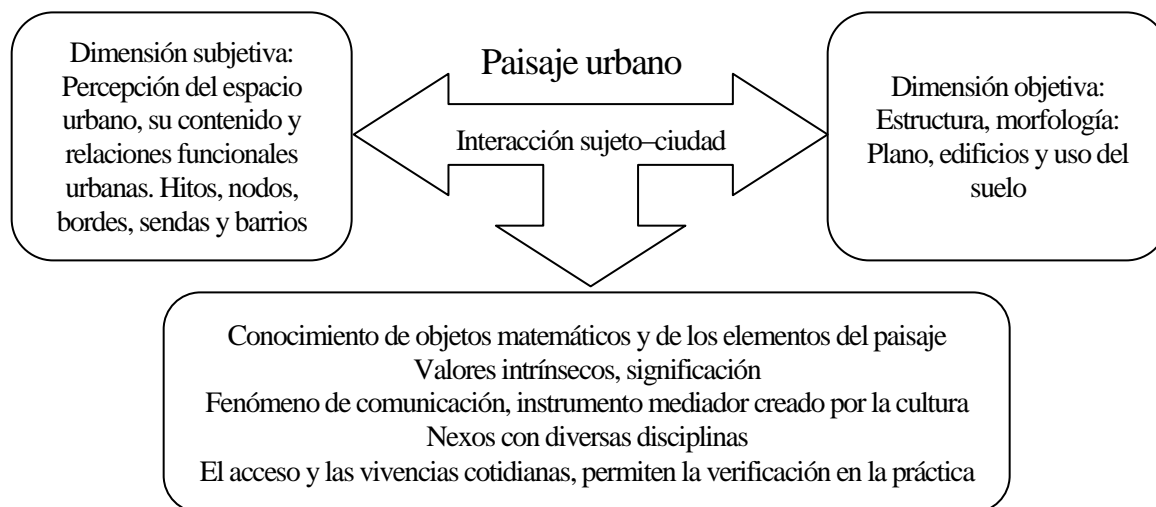 Dimensión subjetiva:
Percepción del espacio
urbano, su contenido y
relaciones funcionales
urbanas. Hitos, nodos,
bordes, sendas y barrios
Paisaje urbano
Interacción sujeto–ciudad
Dimensión objetiva:
Estructura, morfología:
Plano, edificios y uso del
suelo
Conocimiento de objetos matemáticos y de los elementos del paisaje
Valores intrínsecos, significación
Fenómeno de comunicación, instrumento mediador creado por la cultura
Nexos con diversas disciplinas
El acceso y las vivencias cotidianas, permiten la verificación en la práctica